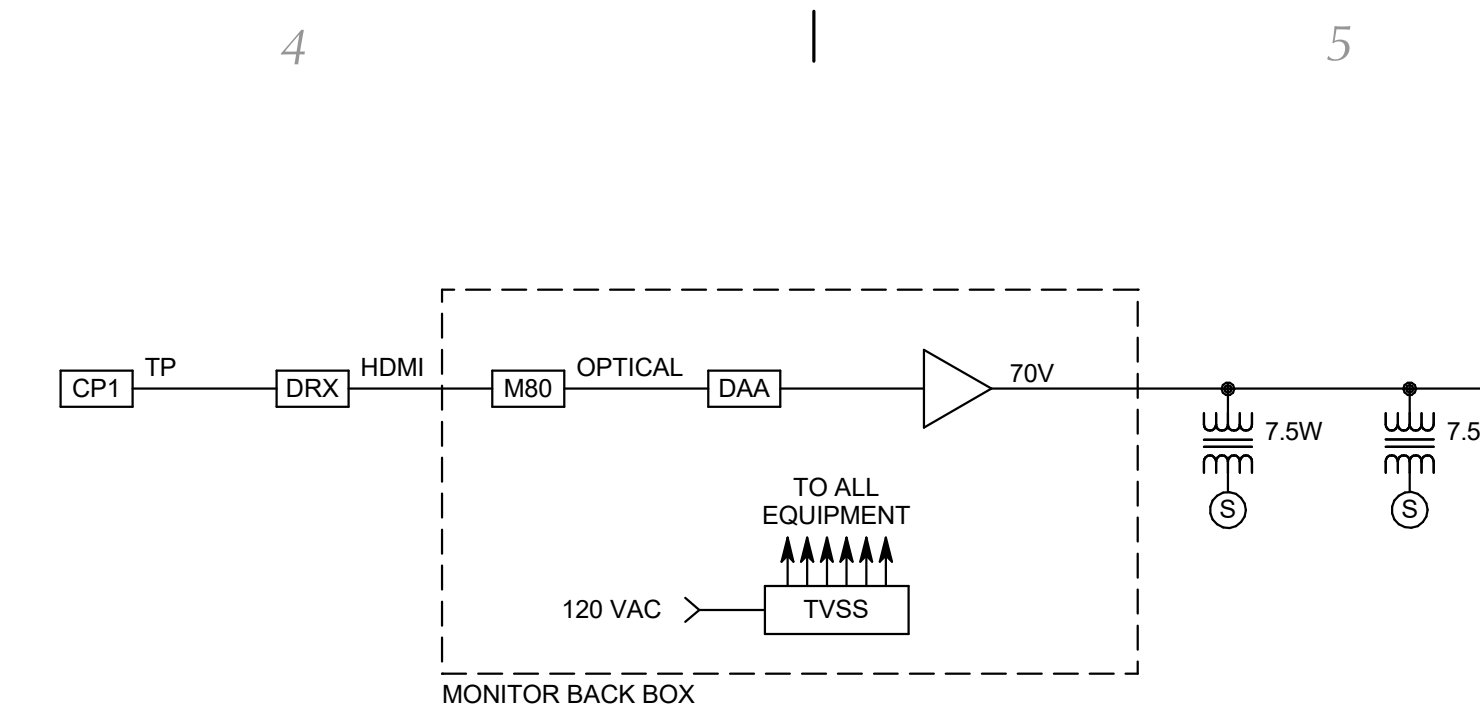 4
5
TP
HDMI
OPTICAL
70V
CP1
DRX
M80
DAA
7.5W
7.5
TO ALL
EQUIPMENT
S
S
120 VAC
TVSS
MONITOR BACK BOX